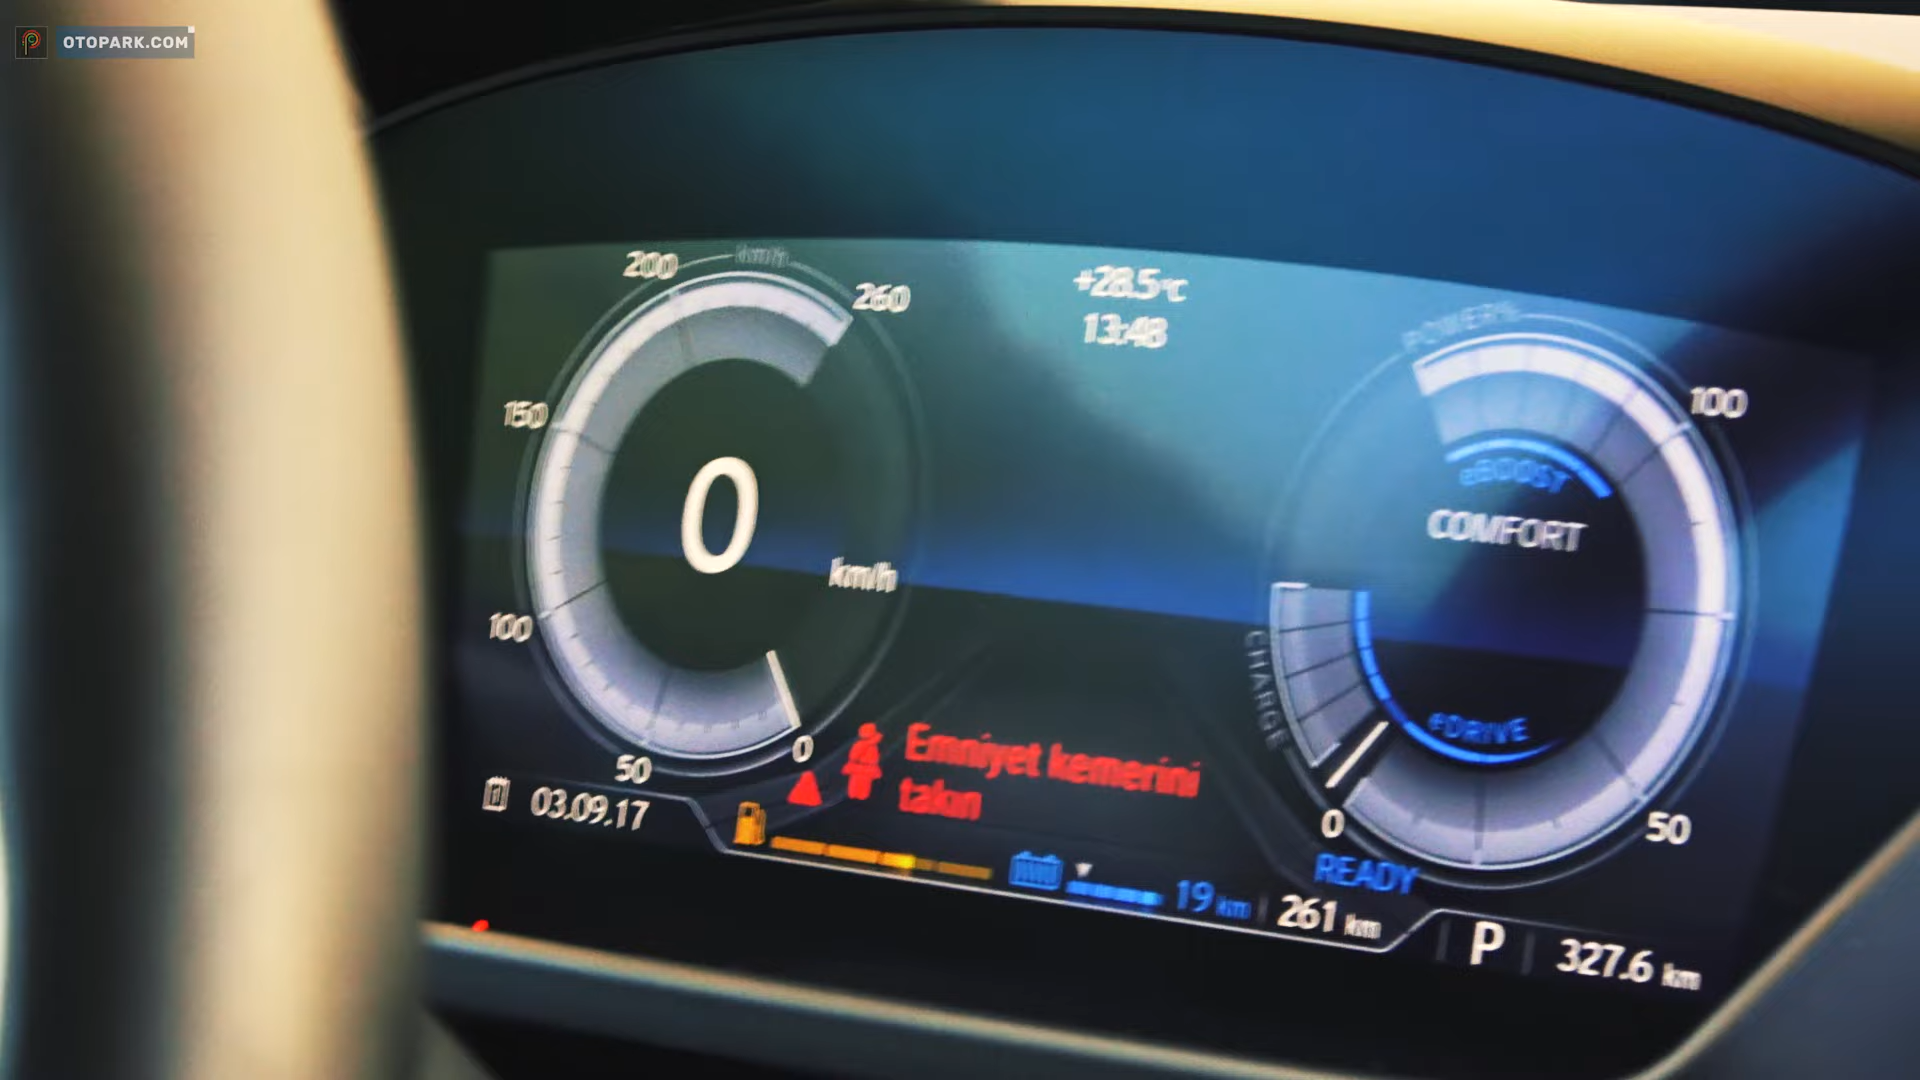 OTOPARK.COM
200
km/h
260
+28.5°C
13:48
POWER%
100
150
eBOOST
COMFORT
0
km/h
100
CHARGE
eDRIVE
50
0
Emniyet kemerini
takın
03.09.17
0
50
READY
19 km
261 km
P
327.6 km